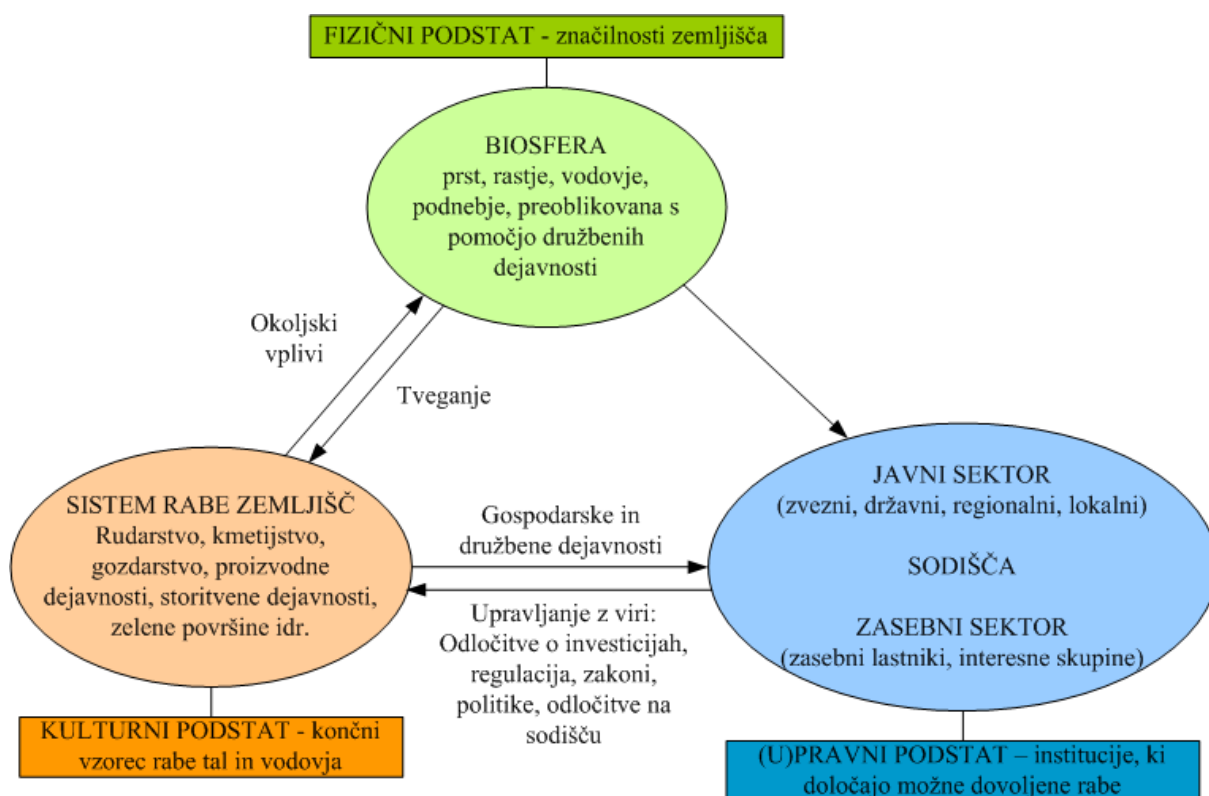 FIZIČNI PODSTAT - značilnosti zemljišča
BIOSFERA
prst, rastje, vodovje,
podnebje, preoblikovana s
pomočjo družbenih
dejavnosti
Okoljski
vplivi
Tveganje
SISTEM RABE ZEMLJIŠČ
Rudarstvo, kmetijstvo,
gozdarstvo, proizvodne
dejavnosti, storitvene dejavnosti,
zelene površine idr.
Gospodarske in
družbene dejavnosti
Upravljanje z viri:
Odločitve o investicijah,
regulacija, zakoni,
politike, odločitve na
sodišču
JAVNI SEKTOR
(zvezni, državni, regionalni, lokalni)
SODIŠČA
ZASEBNI SEKTOR
(zasebni lastniki, interesne skupine)
KULTURNI PODSTAT - končni
vzorec rabe tal in vodovja
(U)PRAVNI PODSTAT – institucije, ki
določajo možne dovoljene rabe